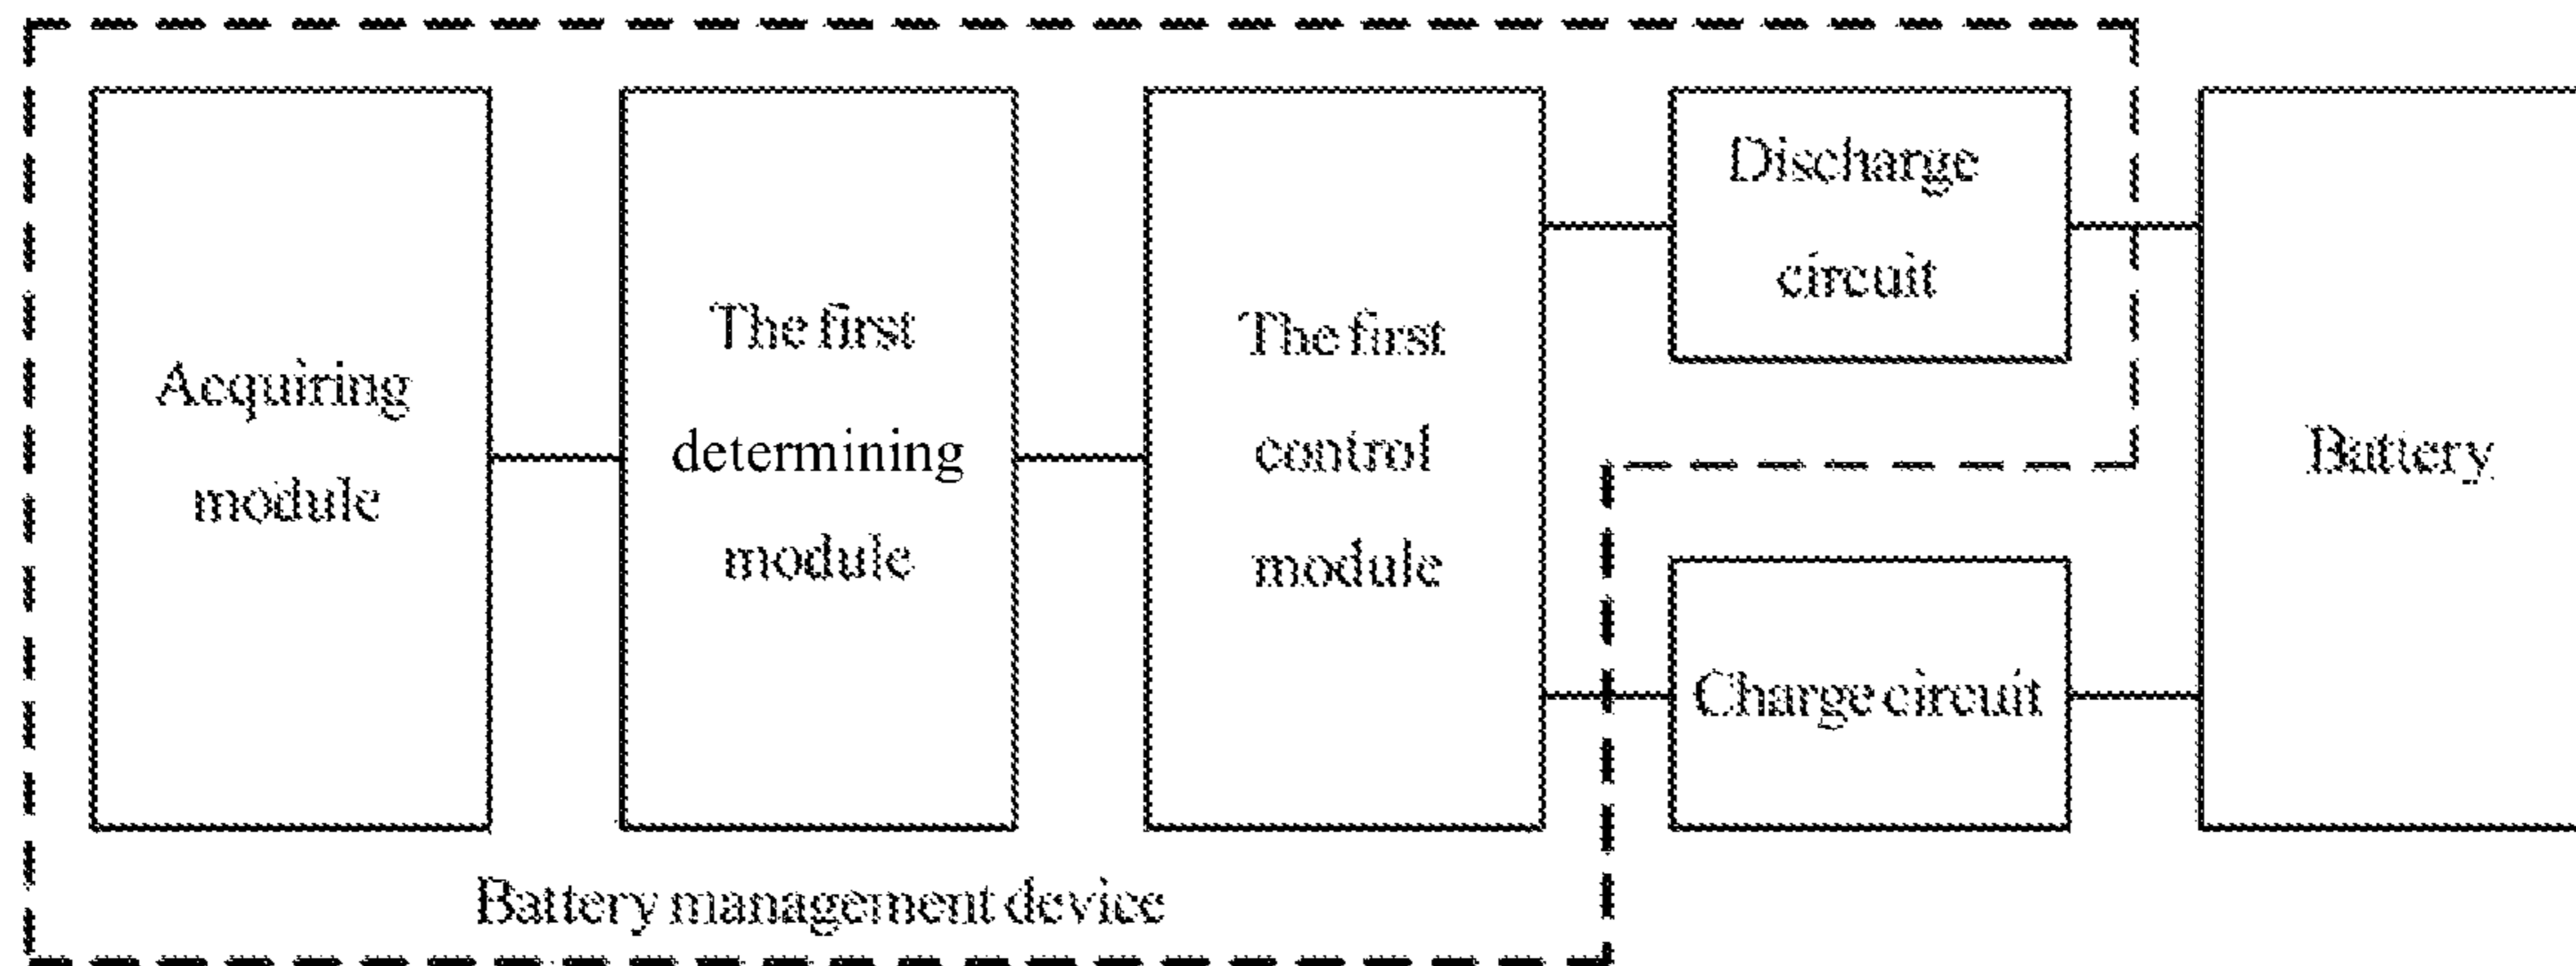 Acquiring
module
The first
determining
module
The first
control
module
Discharge
circuit
Charge circuit
Battery
Battery management device